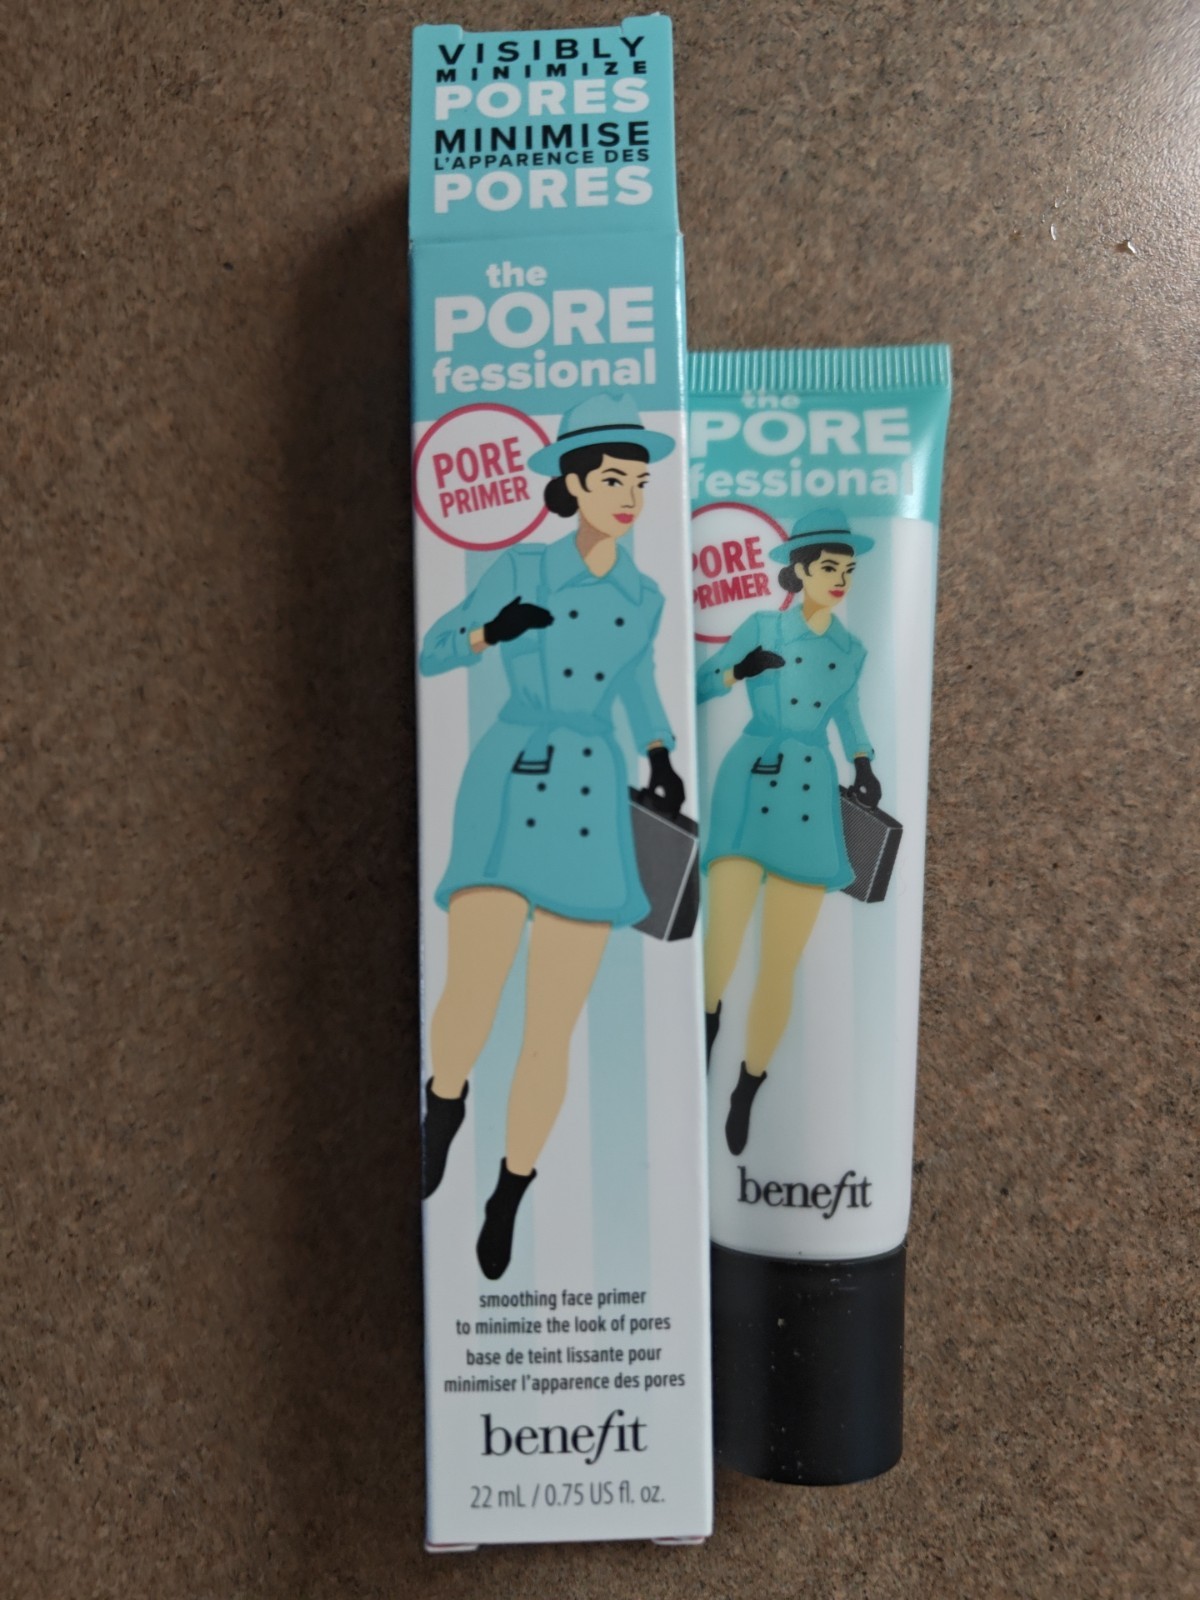 VISIBLY
MINIMIZE
PORES
MINIMISE
L'APPARENCE DES
PORES
the
PORE
fessional
PORE
PRIMER
smoothing face primer
to minimize the look of pores
base de teint lissante pour
minimiser l'apparence des pores
benefit
22 mL / 0.75 US fl. oz.
the
PORE
fessional
PORE
PRIMER
benefit